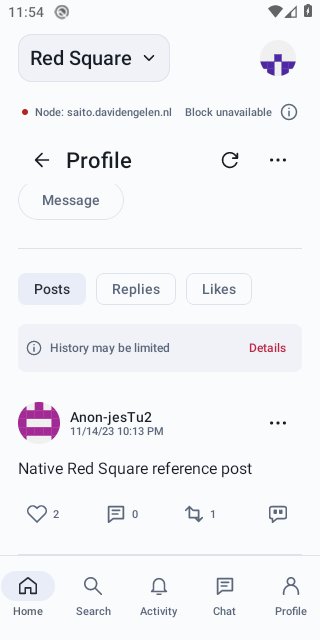 11:54
Red Square
Node: saito.davidengelen.nl Block unavailable
Profile
Message
Posts Replies Likes
History may be limited Details
Anon-jesTu2
11/14/23 10:13 PM
Native Red Square reference post
2 0 1
Home Search Activity Chat Profile